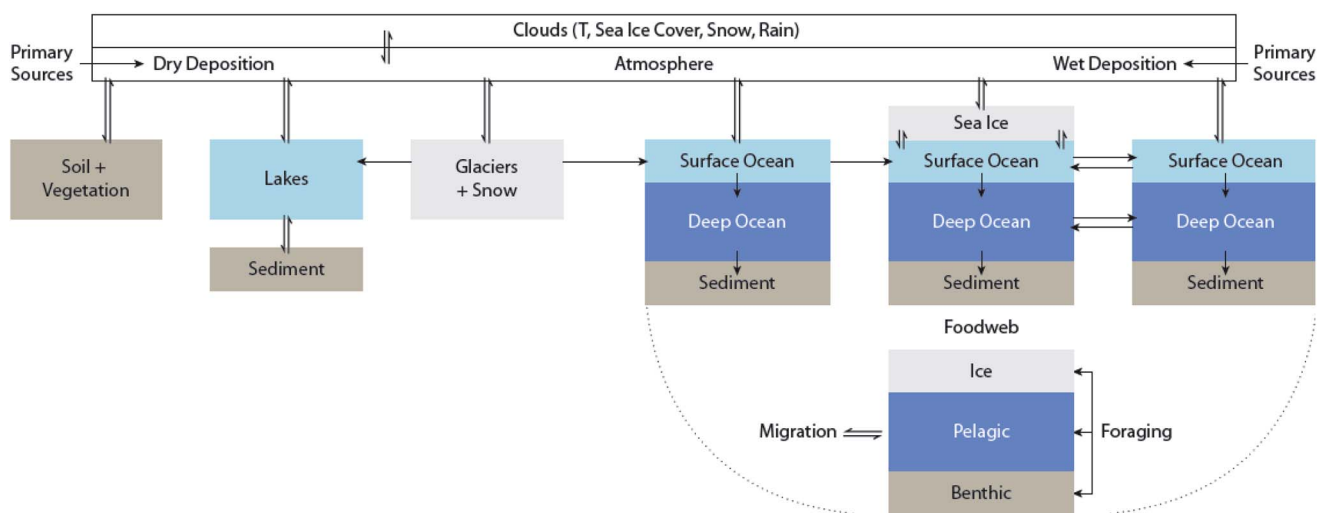 Clouds (T, Sea Ice Cover, Snow, Rain)
Primary
Sources
Dry Deposition
Atmosphere
Wet Deposition
Primary
Sources
Sea Ice
Soil +
Vegetation
Lakes
Glaciers
+ Snow
Surface Ocean
Surface Ocean
Surface Ocean
Deep Ocean
Deep Ocean
Deep Ocean
Sediment
Sediment
Sediment
Sediment
Foodweb
Ice
Migration
Pelagic
Foraging
Benthic